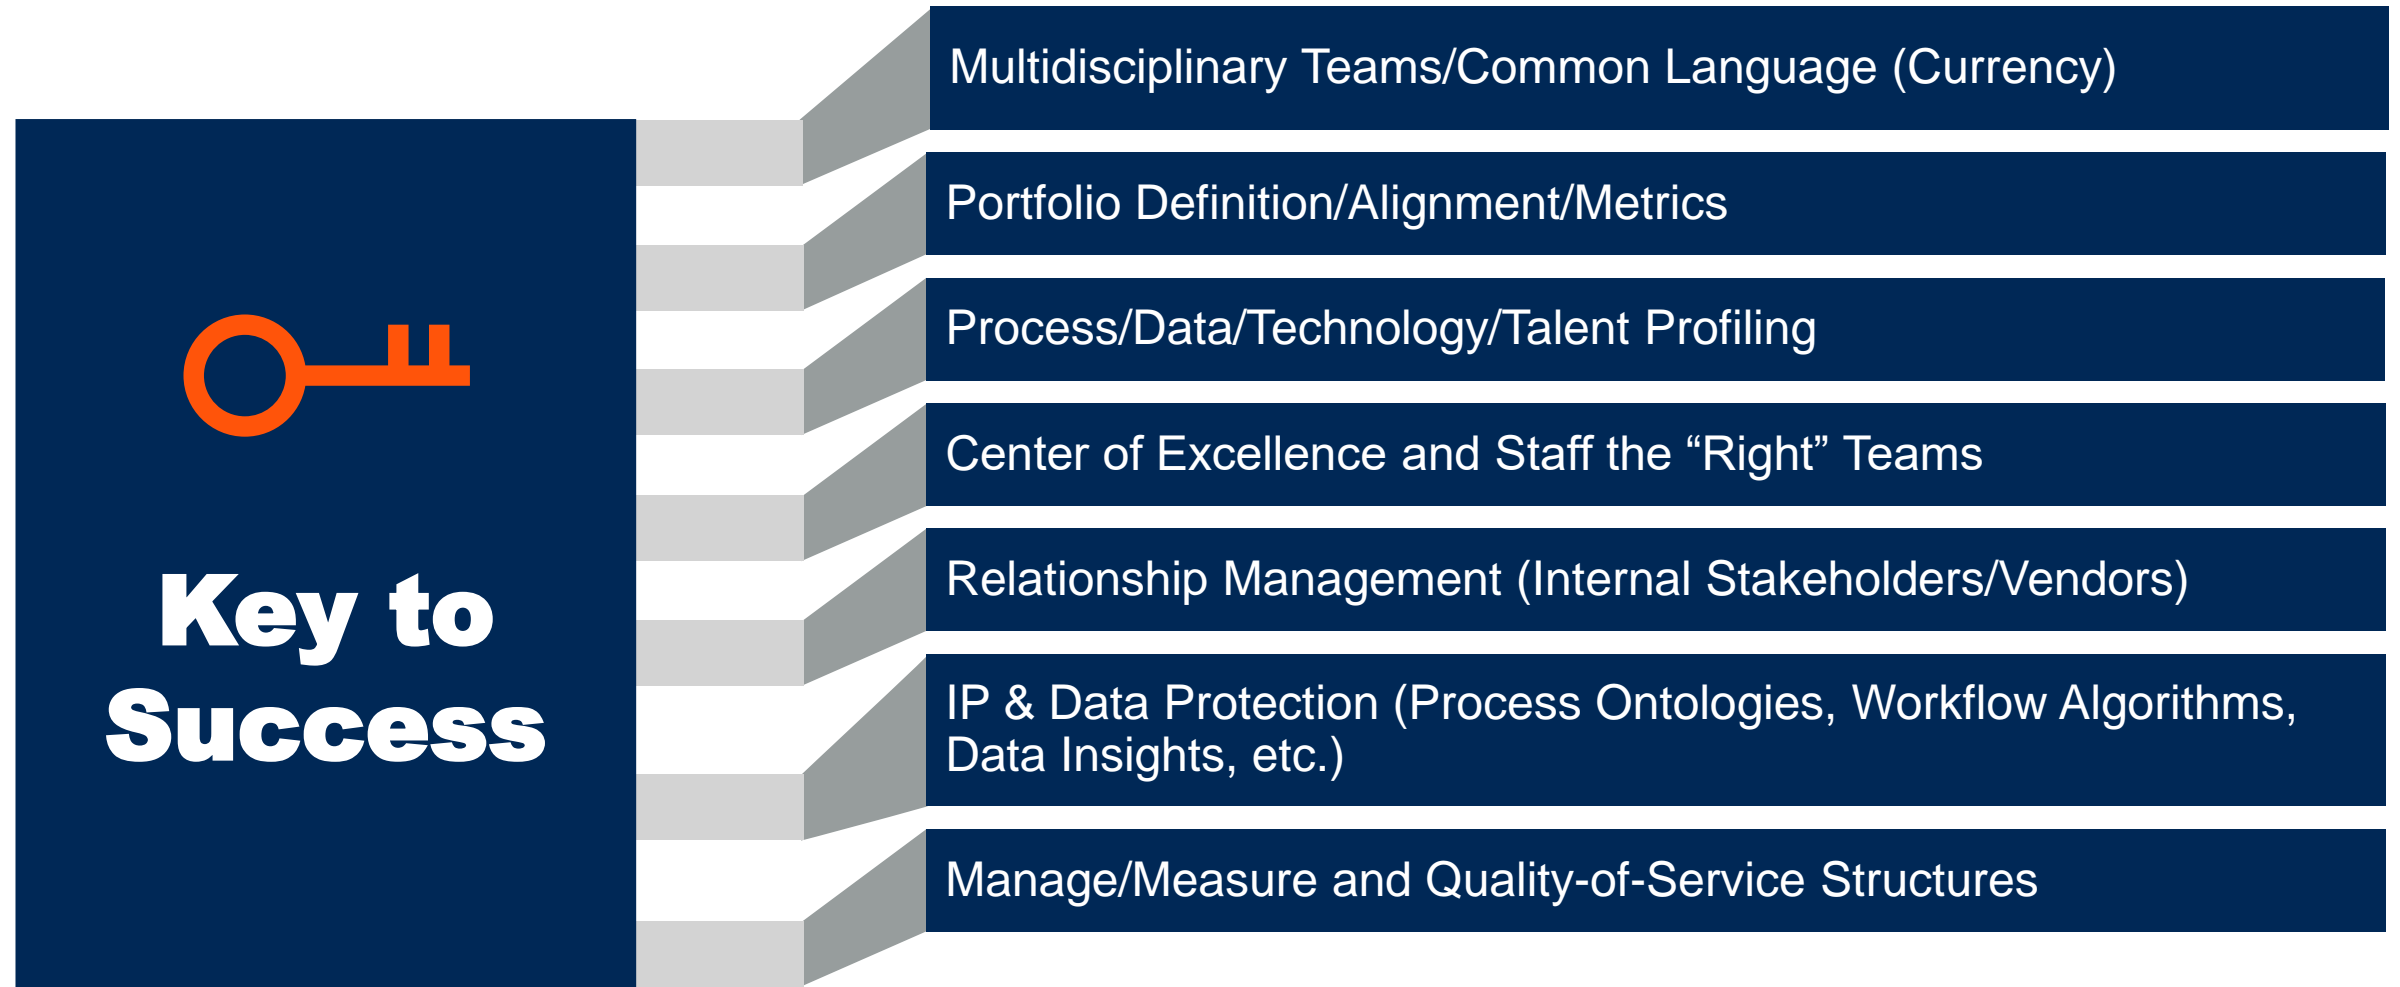 Key to
Success
Multidisciplinary Teams/Common Language (Currency)
Portfolio Definition/Alignment/Metrics
Process/Data/Technology/Talent Profiling
Center of Excellence and Staff the “Right” Teams
Relationship Management (Internal Stakeholders/Vendors)
IP & Data Protection (Process Ontologies, Workflow Algorithms,
Data Insights, etc.)
Manage/Measure and Quality-of-Service Structures